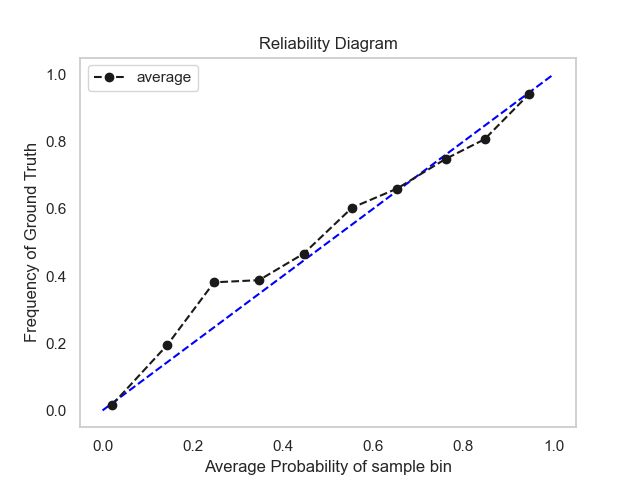 Reliability Diagram
average
Frequency of Ground Truth
1.0
0.8
0.6
0.4
0.2
0.0
0.0 0.2 0.4 0.6 0.8 1.0
Average Probability of sample bin